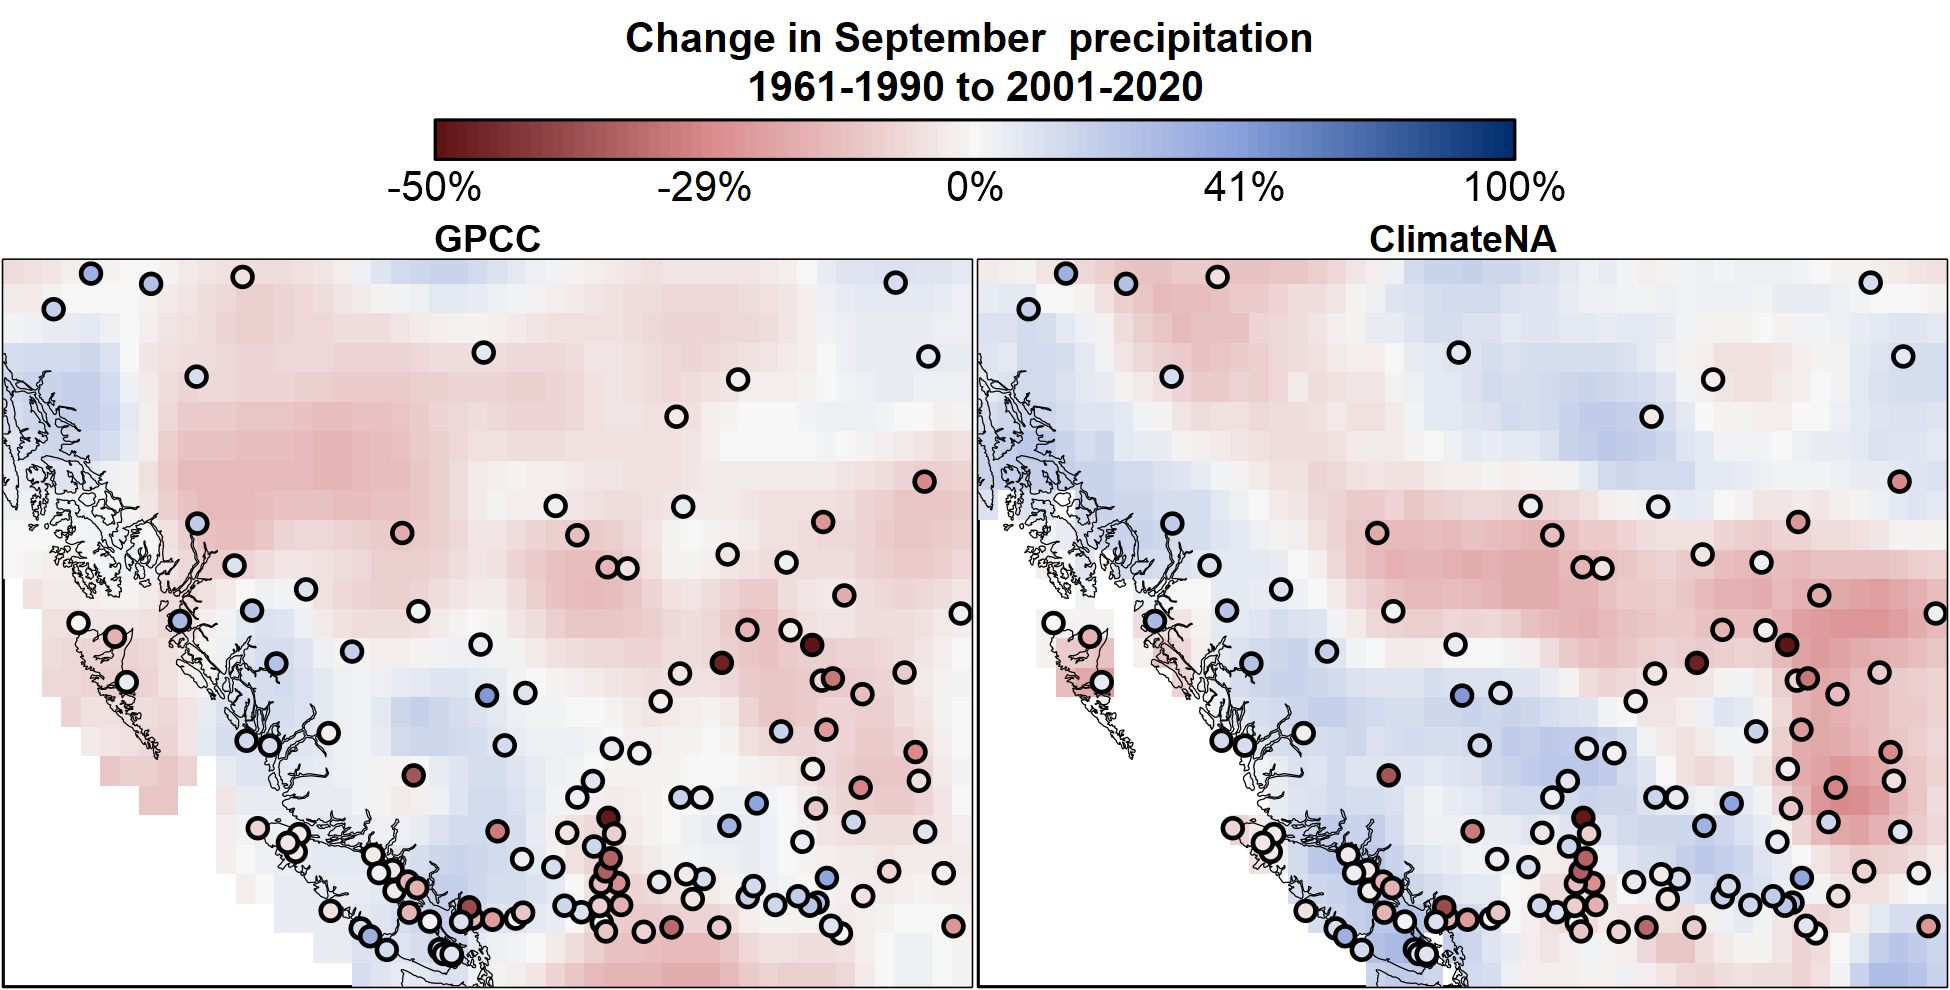 Change in September precipitation
1961-1990 to 2001-2020
-50% -29% 0% 41% 100%
GPCC ClimateNA